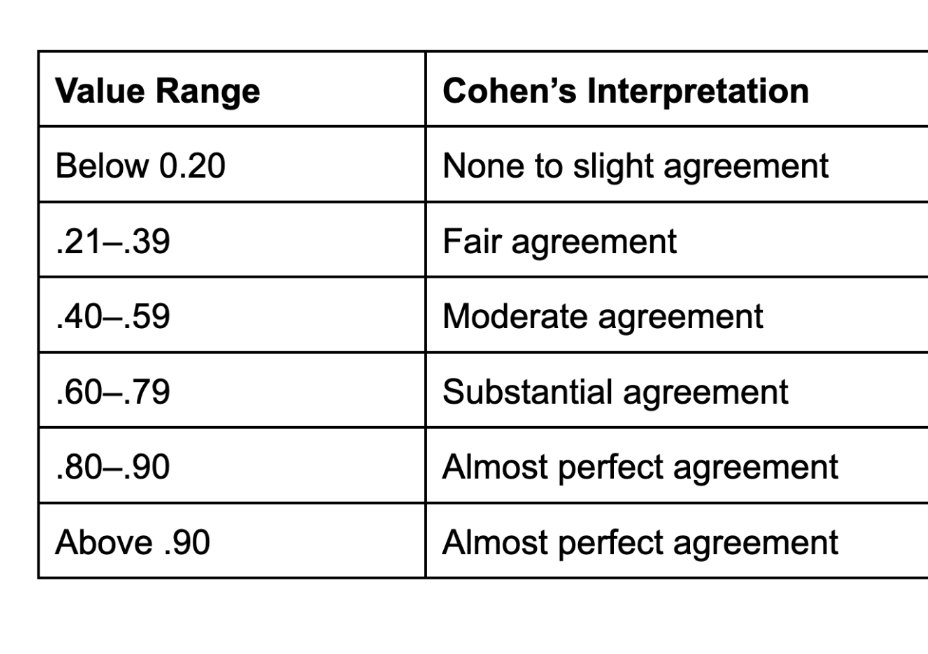 Value Range Cohen’s Interpretation
Below 0.20 None to slight agreement
.21–.39 Fair agreement
.40–.59 Moderate agreement
.60–.79 Substantial agreement
.80–.90 Almost perfect agreement
Above .90 Almost perfect agreement